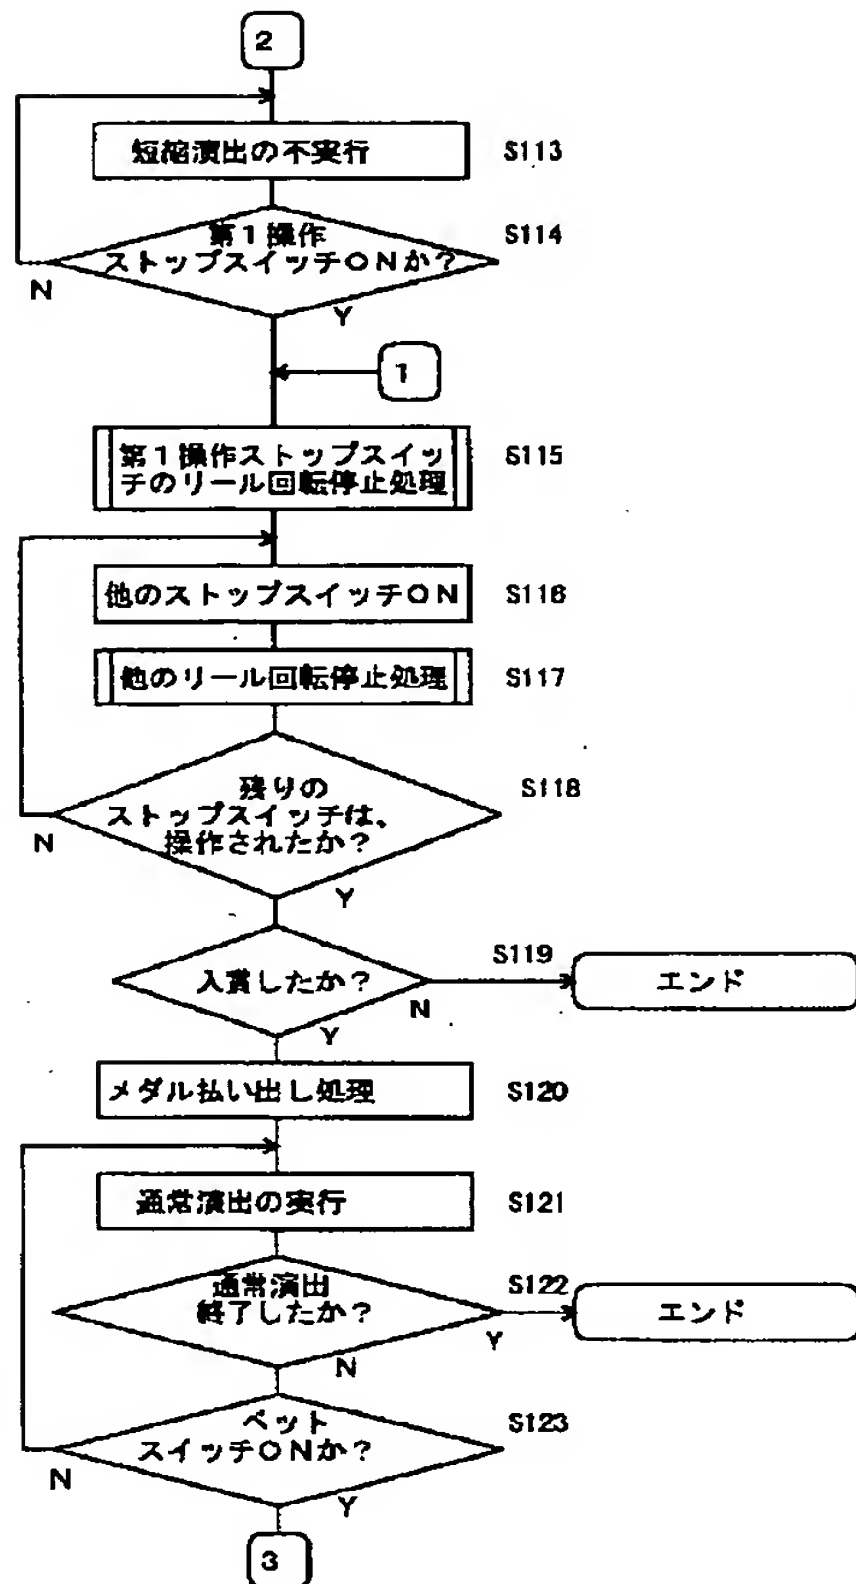 2
短縮演出の不実行
S113
第1操作
ストップスイッチONか?
S114
N
Y
1
第1操作ストップスイッ
チのリール回転停止処理
S115
他のストップスイッチON
S116
他のリール回転停止処理
S117
残りの
ストップスイッチは、
操作されたか?
S118
N
Y
入賞したか?
S119
N
エンド
Y
メダル払い出し処理
S120
通常演出の実行
S121
通常演出
終了したか?
S122
Y
エンド
N
ベット
スイッチONか?
S123
N
Y
3